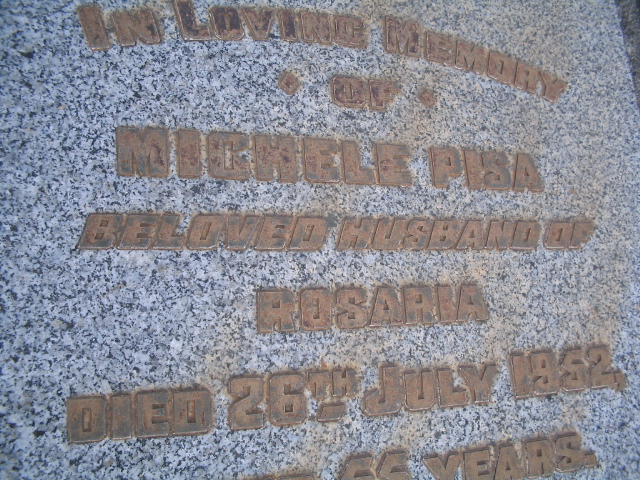 IN LOVING MEMORY
OF
MICHELE PISA
BELOVED HUSBAND OF
ROSARIA
DIED 26TH JULY 1952,
YEARS.